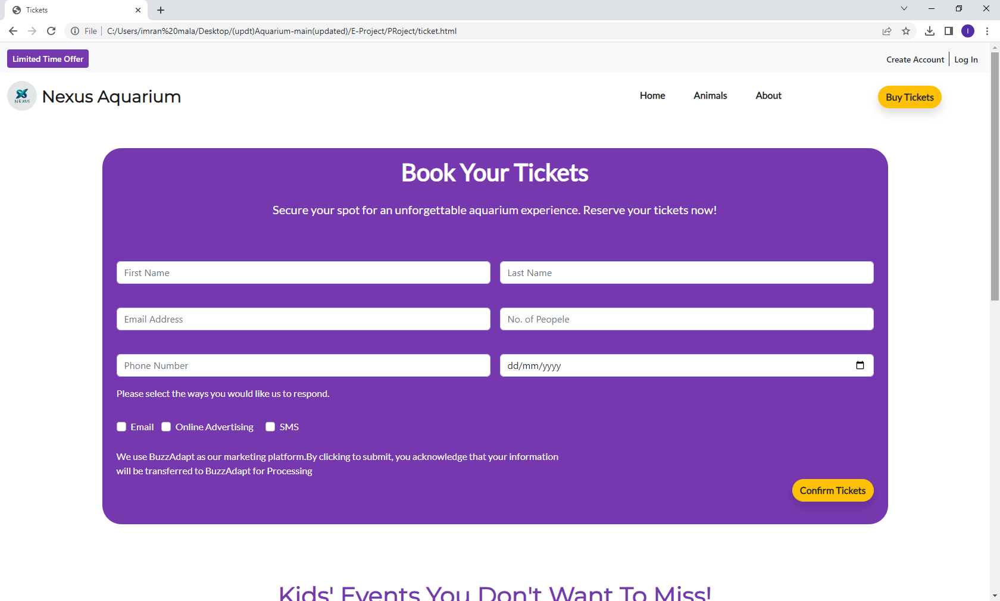 Tickets
File
C:/Users/imran%20mala/Desktop/(updt)Aquarium-main(updated)/E-Project/PRoject/ticket.html
I
Limited Time Offer
Create Account
Log In
NEXUS
Nexus Aquarium
Home
Animals
About
Buy Tickets
Book Your Tickets
Secure your spot for an unforgettable aquarium experience. Reserve your tickets now!
First Name
Last Name
Email Address
No. of Peopele
Phone Number
dd/mm/yyyy
Please select the ways you would like us to respond.
Email
Online Advertising
SMS
We use BuzzAdapt as our marketing platform.By clicking to submit, you acknowledge that your information
will be transferred to BuzzAdapt for Processing
Confirm Tickets
Kids' Events You Don't Want To Miss!